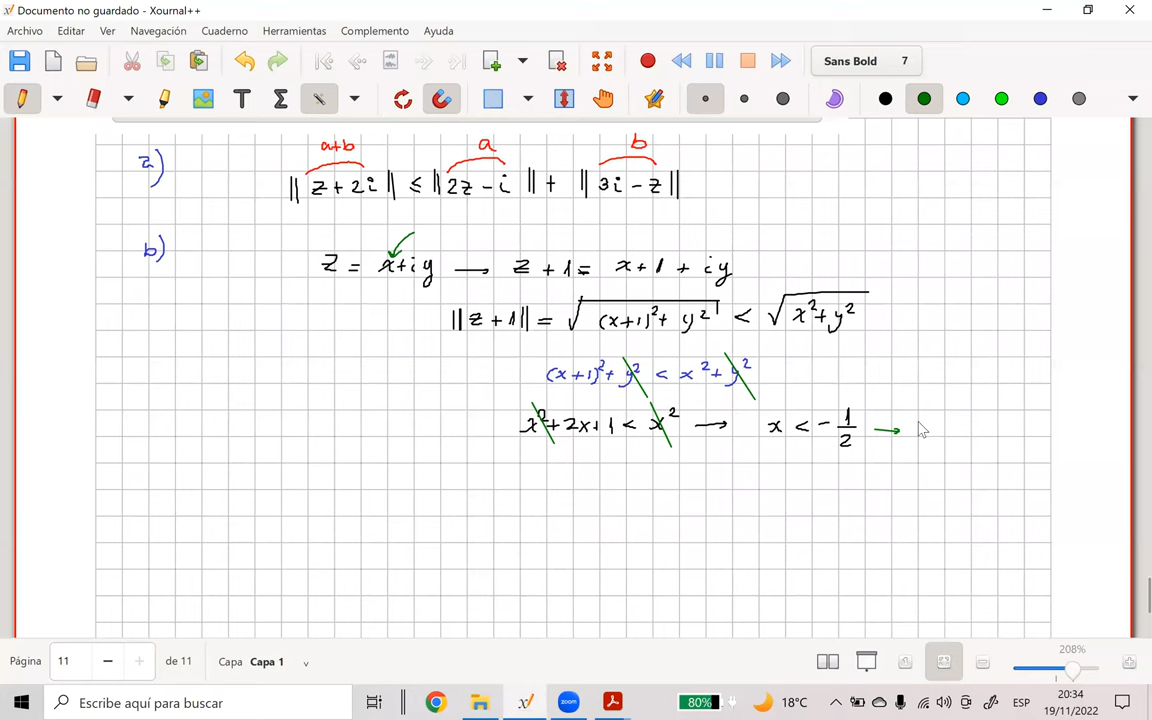 Documento no guardado - Xournal++
Archivo Editar Ver Navegación Cuaderno Herramientas Complemento Ayuda
Sans Bold 7
a+b a b
a) ‖ z + 2i ‖ ≤ ‖ 2z - i ‖ + ‖ 3i - z ‖
b) z = x + iy → z + 1 = x + 1 + iy
‖ z + 1 ‖ = √((x+1)² + y²) < √(x² + y²)
(x+1)² + y² < x² + y²
x² + 2x + 1 < x² → x < - 1/2 →
Página 11 de 11 Capa Capa 1 208%
Escribe aquí para buscar zoom 80% 18°C ESP 20:34
19/11/2022